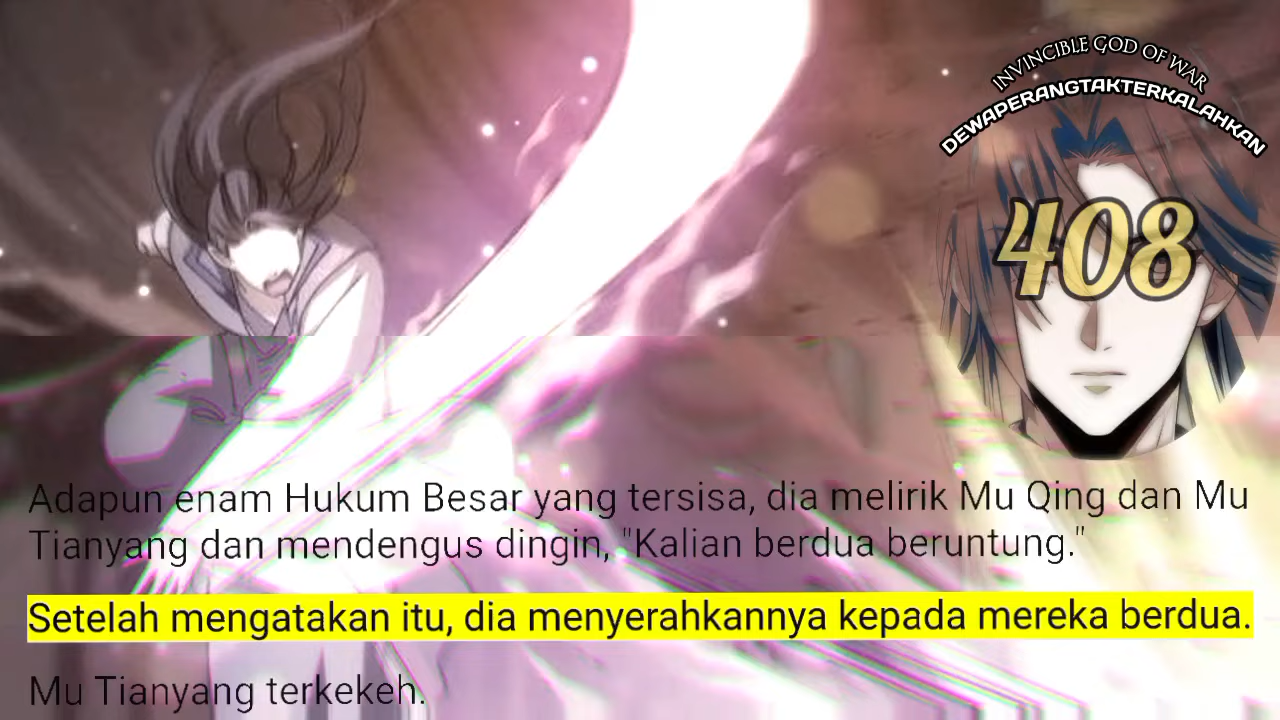 INVINCIBLE GOD OF WAR
DEWAPERANGTAKTERKALAHKAN
408
Adapun enam Hukum Besar yang tersisa, dia melirik Mu Qing dan Mu
Tianyang dan mendengus dingin, "Kalian berdua beruntung."
Setelah mengatakan itu, dia menyerahkannya kepada mereka berdua.
Mu Tianyang terkekeh.